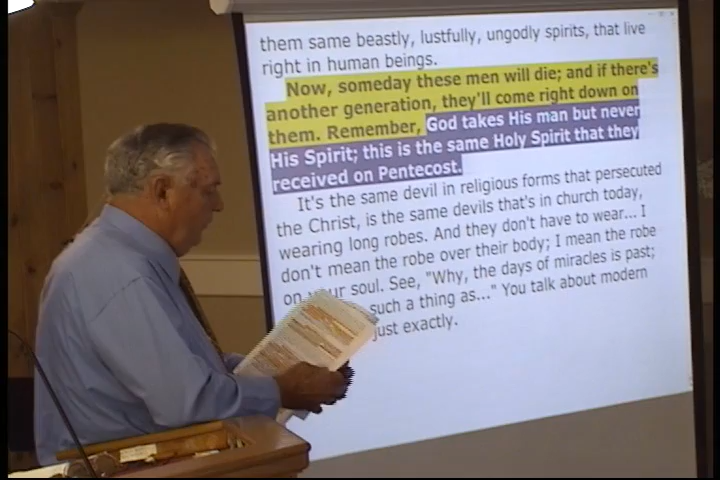 them same beastly, lustfully, ungodly spirits, that live
right in human beings.
Now, someday these men will die; and if there's
another generation, they'll come right down on
them. Remember, God takes His man but never
His Spirit; this is the same Holy Spirit that they
received on Pentecost.
It's the same devil in religious forms that persecuted
the Christ, is the same devils that's in church today,
wearing long robes. And they don't have to wear... I
don't mean the robe over their body; I mean the robe
on soul. See, "Why, the days of miracles is past;
such a thing as..." You talk about modern
just exactly.